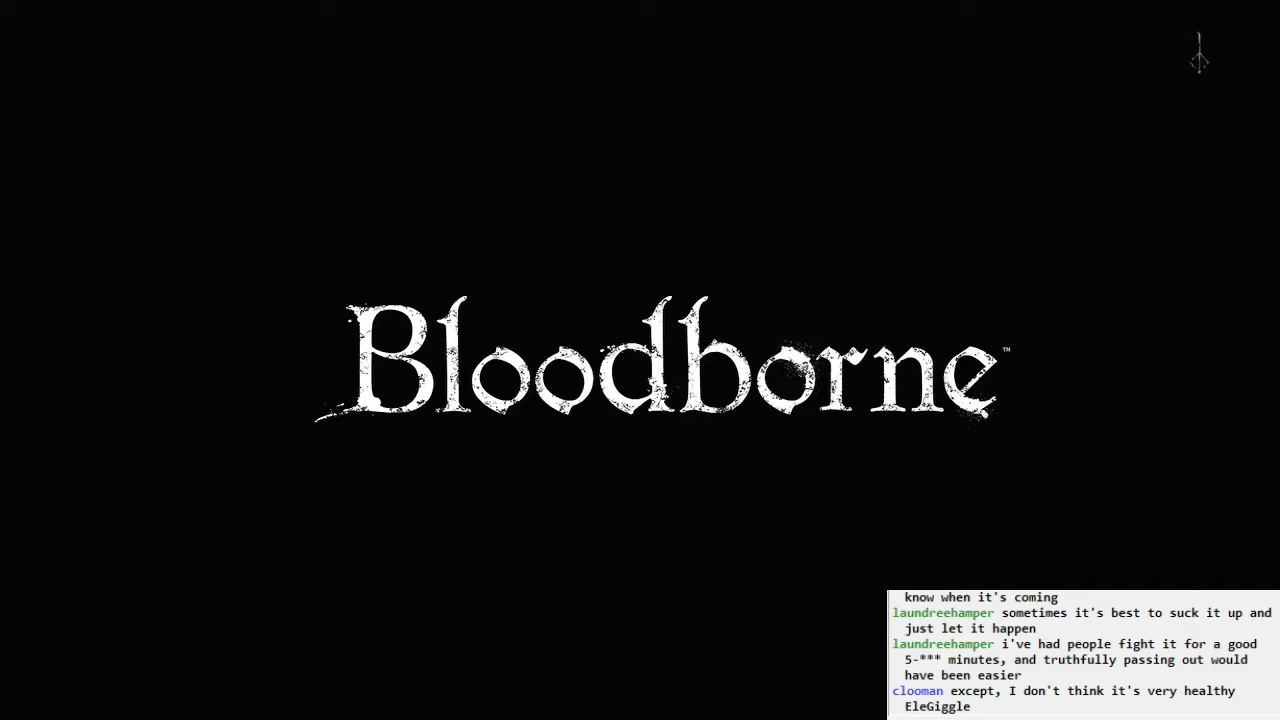 Bloodborne™
know when it's coming
laundreehamper sometimes it's best to suck it up and
just let it happen
laundreehamper i've had people fight it for a good
5-*** minutes, and truthfully passing out would
have been easier
clooman except, I don't think it's very healthy
EleGiggle